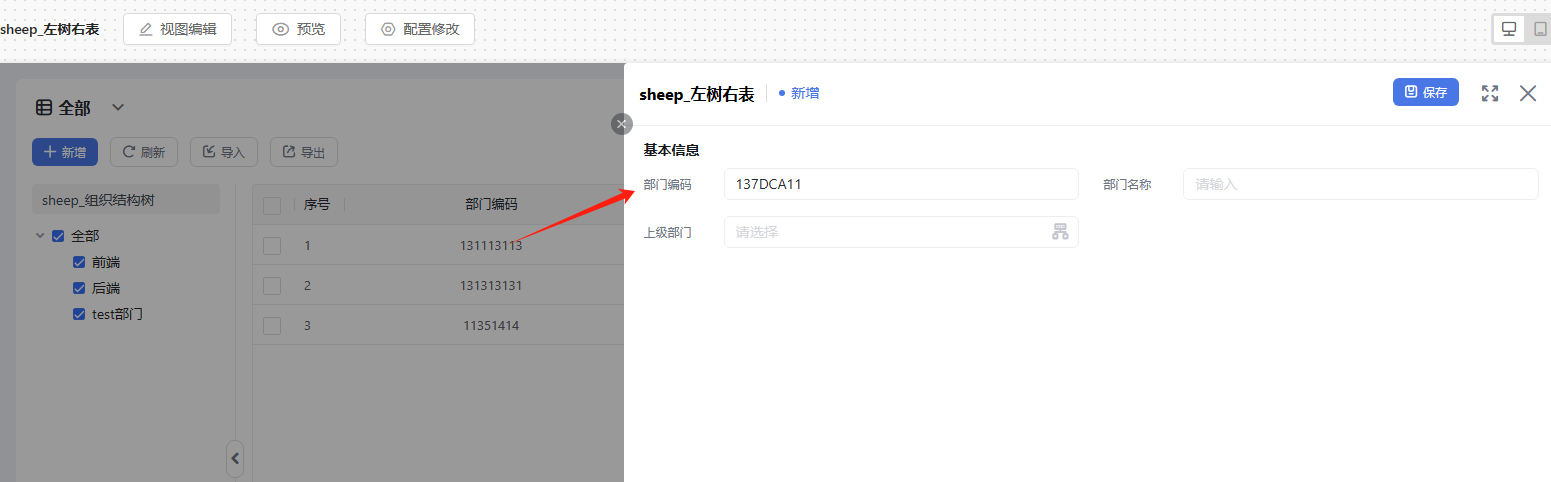 sheep_左树右表 视图编辑 预览 配置修改
全部
新增 刷新 导入 导出
sheep_组织结构树
全部
前端
后端
test部门
序号 部门编码
1 131113113
2 131313131
3 11351414
sheep_左树右表 新增 保存
基本信息
部门编码 137DCA11 部门名称 请输入
上级部门 请选择